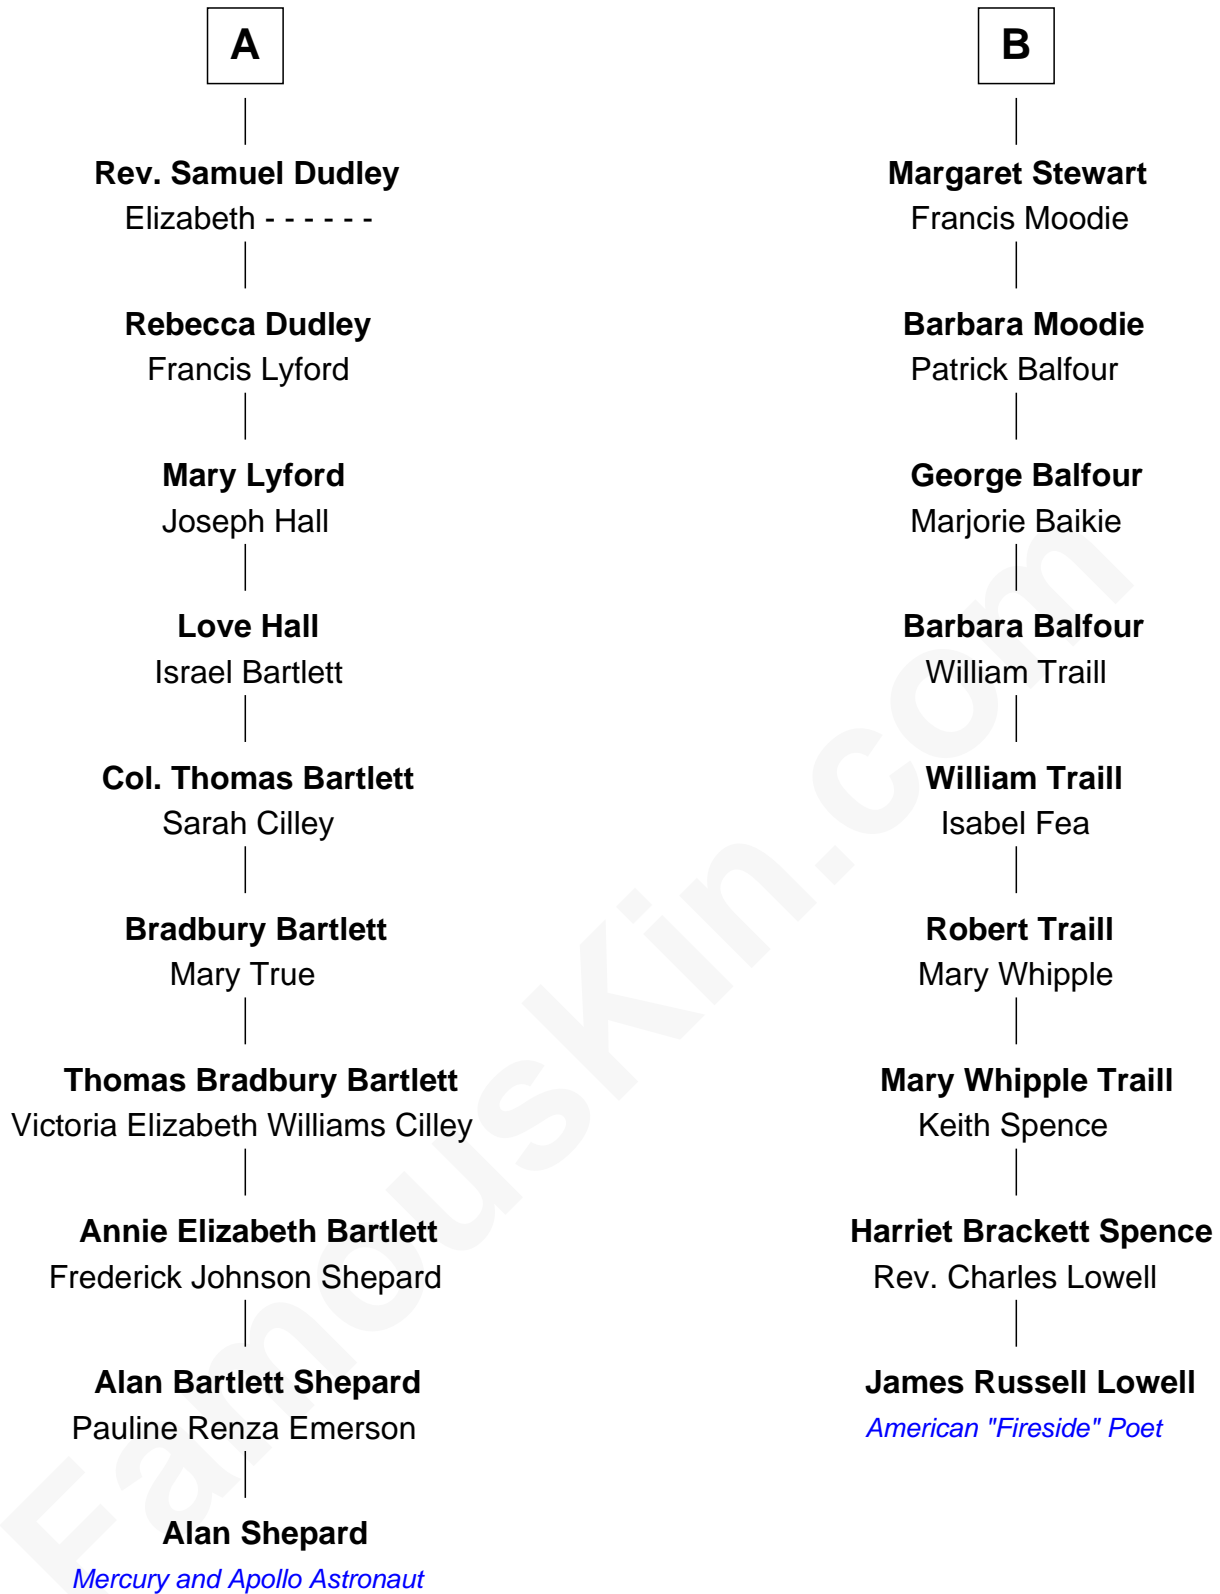 A
Rev. Samuel Dudley
Elizabeth - - - - - -
Rebecca Dudley
Francis Lyford
Mary Lyford
Joseph Hall
Love Hall
Israel Bartlett
Col. Thomas Bartlett
Sarah Cilley
Bradbury Bartlett
Mary True
Thomas Bradbury Bartlett
Victoria Elizabeth Williams Cilley
Annie Elizabeth Bartlett
Frederick Johnson Shepard
Alan Bartlett Shepard
Pauline Renza Emerson
Alan Shepard
Mercury and Apollo Astronaut
B
Margaret Stewart
Francis Moodie
Barbara Moodie
Patrick Balfour
George Balfour
Marjorie Baikie
Barbara Balfour
William Traill
William Traill
Isabel Fea
Robert Traill
Mary Whipple
Mary Whipple Traill
Keith Spence
Harriet Brackett Spence
Rev. Charles Lowell
James Russell Lowell
American "Fireside" Poet
FamousKin.com